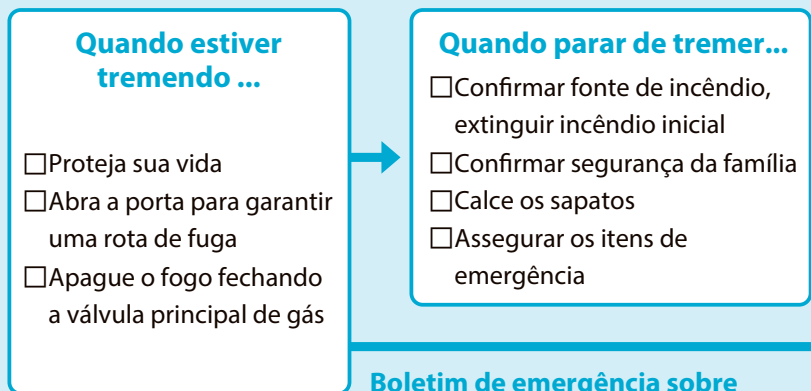 Quando estiver
tremendo ...
☐Proteja sua vida
☐Abra a porta para garantir
uma rota de fuga
☐Apague o fogo fechando
a válvula principal de gás
Quando parar de tremer...
☐Confirmar fonte de incêndio,
extinguir incêndio inicial
☐Confirmar segurança da família
☐Calce os sapatos
☐Assegurar os itens de
emergência
Boletim de emergência sobre